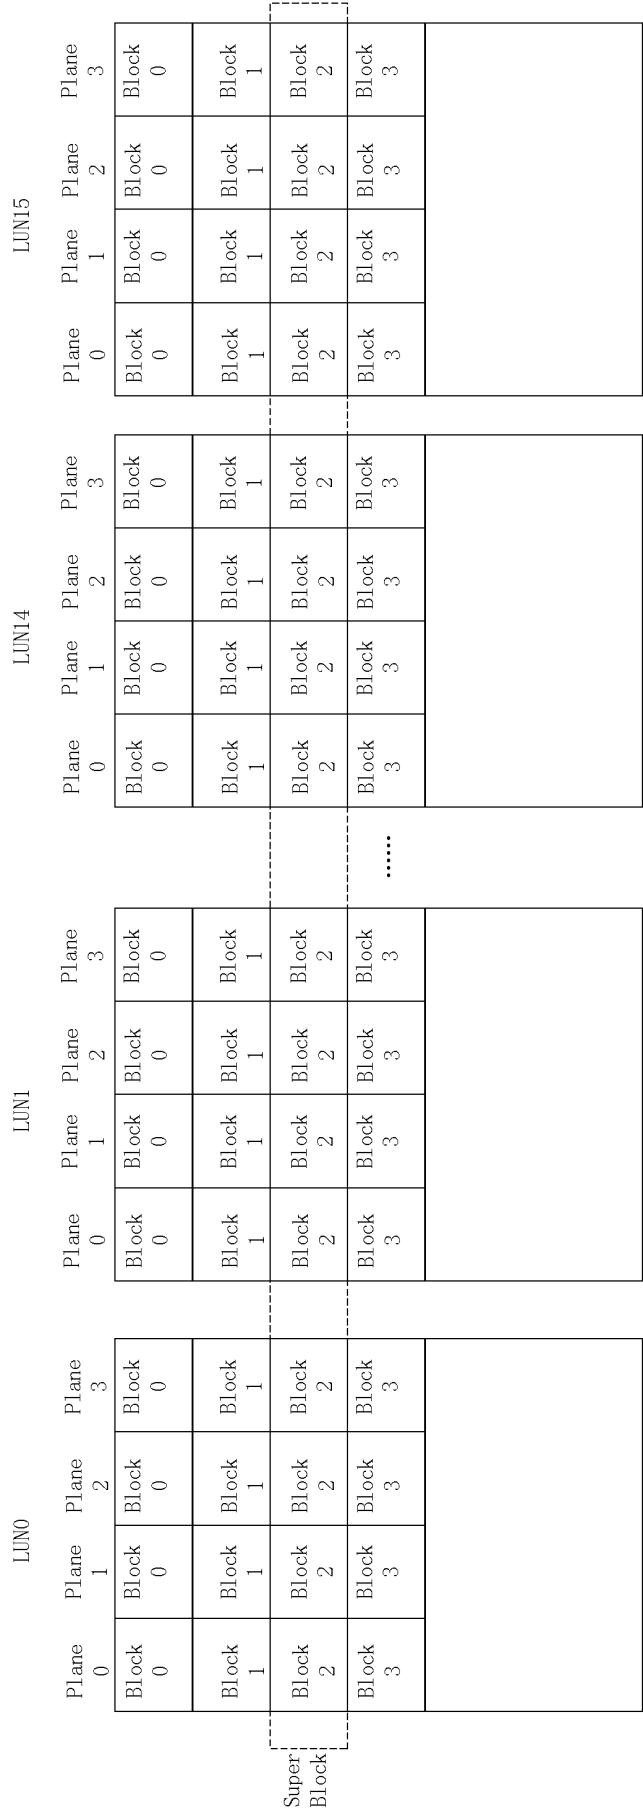 LUN0 LUN1 LUN14 LUN15
Plane Plane Plane Plane Plane Plane Plane Plane Plane Plane Plane Plane Plane Plane Plane Plane
0 1 2 3 0 1 2 3 0 1 2 3 0 1 2 3
Block Block Block Block Block Block Block Block Block Block Block Block Block Block Block Block
0 0 0 0 0 0 0 0 0 0 0 0 0 0 0 0
Block Block Block Block Block Block Block Block Block Block Block Block Block Block Block Block
1 1 1 1 1 1 1 1 1 1 1 1 1 1 1 1
Super Block Block Block Block Block Block Block Block Block Block Block Block Block Block Block Block
Block 2 2 2 2 2 2 2 2 2 2 2 2 2 2 2 2
Block Block Block Block Block Block Block Block Block Block Block Block Block Block Block Block
3 3 3 3 3 3 3 3 ...... 3 3 3 3 3 3 3 3